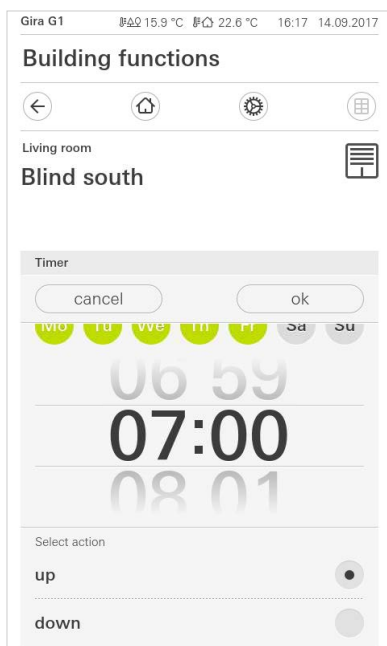 Gira G1 15.9 °C 22.6 °C 16:17 14.09.2017
Building functions
Living room
Blind south
Timer
cancel ok
Mo Tu We Th Fr Sa Su
06 59
07:00
08 01
Select action
up
down